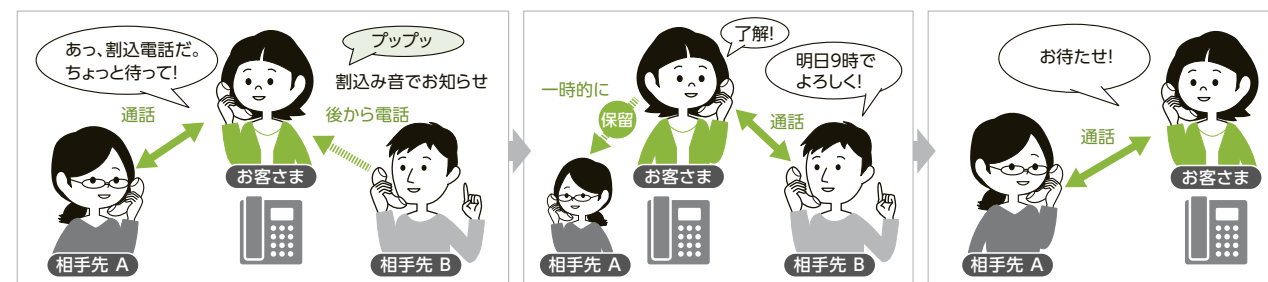 あっ、割込電話だ。
ちょっと待って!
プップッ
割込み音でお知らせ
通話
後から電話
お客さま
相手先 A
相手先 B
了解!
明日9時で
よろしく!
一時的に
保留
通話
お客さま
相手先 A
相手先 B
お待たせ!
通話
お客さま
相手先 A